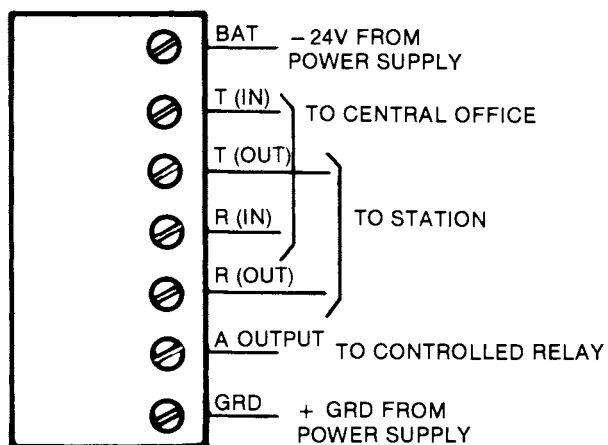 BAT
– 24V FROM
POWER SUPPLY
T (IN)
TO CENTRAL OFFICE
T (OUT)
R (IN)
TO STATION
R (OUT)
A OUTPUT
TO CONTROLLED RELAY
GRD
+ GRD FROM
POWER SUPPLY